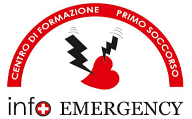 CENTRO DI FORMAZIONE PRIMO SOCCORSO
info EMERGENCY